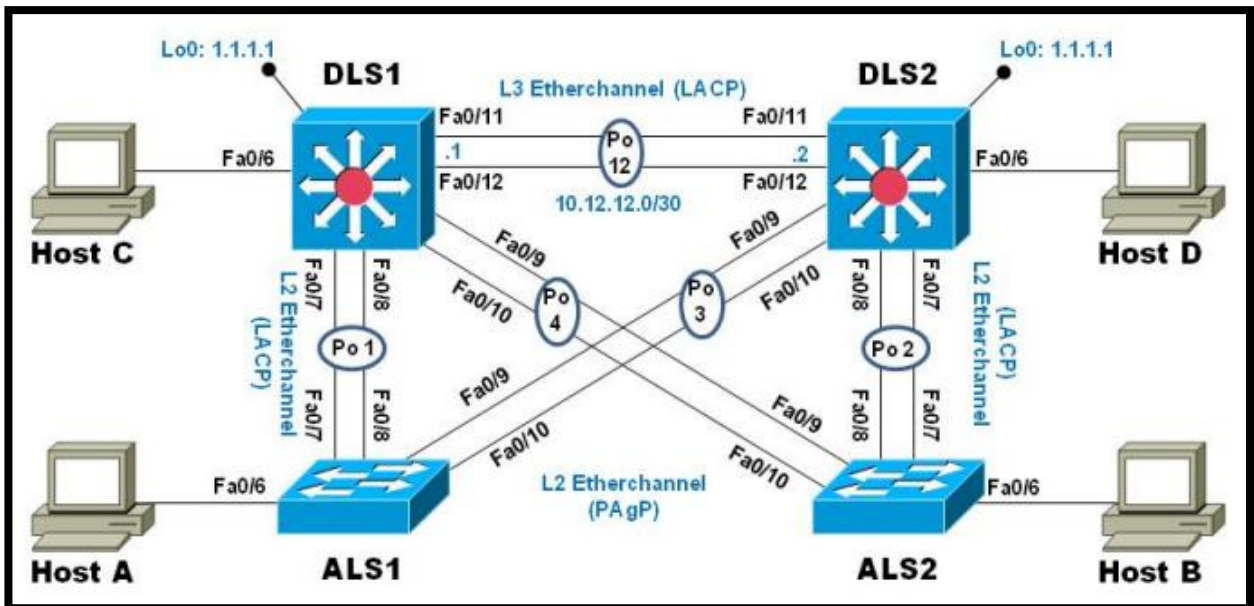 Lo0: 1.1.1.1
Lo0: 1.1.1.1
DLS1
DLS2
L3 Etherchannel (LACP)
Fa0/11
Fa0/11
Fa0/6
.1
Po
12
.2
Fa0/6
Fa0/12
Fa0/12
10.12.12.0/30
Host C
Host D
Fa0/9
Fa0/9
Fa0/10
Fa0/10
Fa0/7
Fa0/8
Po
4
Po
3
Fa0/8
Fa0/7
L2 Etherchannel
(LACP)
Po 1
Po 2
L2 Etherchannel
(LACP)
Fa0/7
Fa0/8
Fa0/9
Fa0/10
Fa0/9
Fa0/10
Fa0/8
Fa0/7
Fa0/6
L2 Etherchannel
(PAgP)
Fa0/6
Host A
ALS1
ALS2
Host B